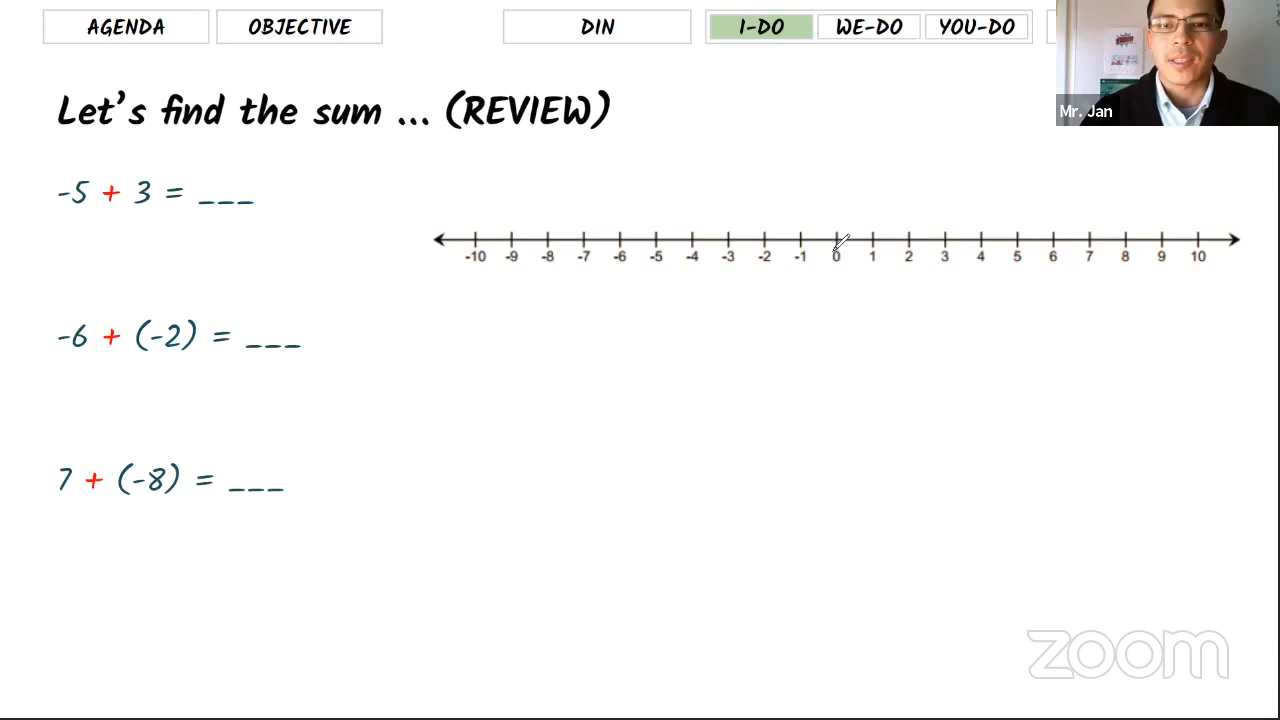 AGENDA OBJECTIVE DIN I-DO WE-DO YOU-DO
Mr. Jan
Let's find the sum ... (REVIEW)
-5 + 3 = ___
-10 -9 -8 -7 -6 -5 -4 -3 -2 -1 0 1 2 3 4 5 6 7 8 9 10
-6 + (-2) = ___
7 + (-8) = ___
zoom